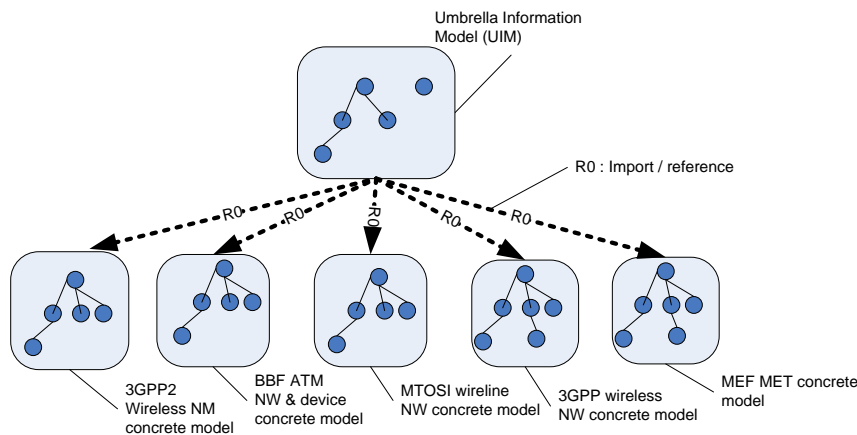 Umbrella Information
Model (UIM)
R0 : Import / reference
R0
R0
R0
R0
R0
3GPP2
Wireless NM
concrete model
BBF ATM
NW & device
concrete model
MTOSI wireline
NW concrete model
3GPP wireless
NW concrete model
MEF MET concrete
model